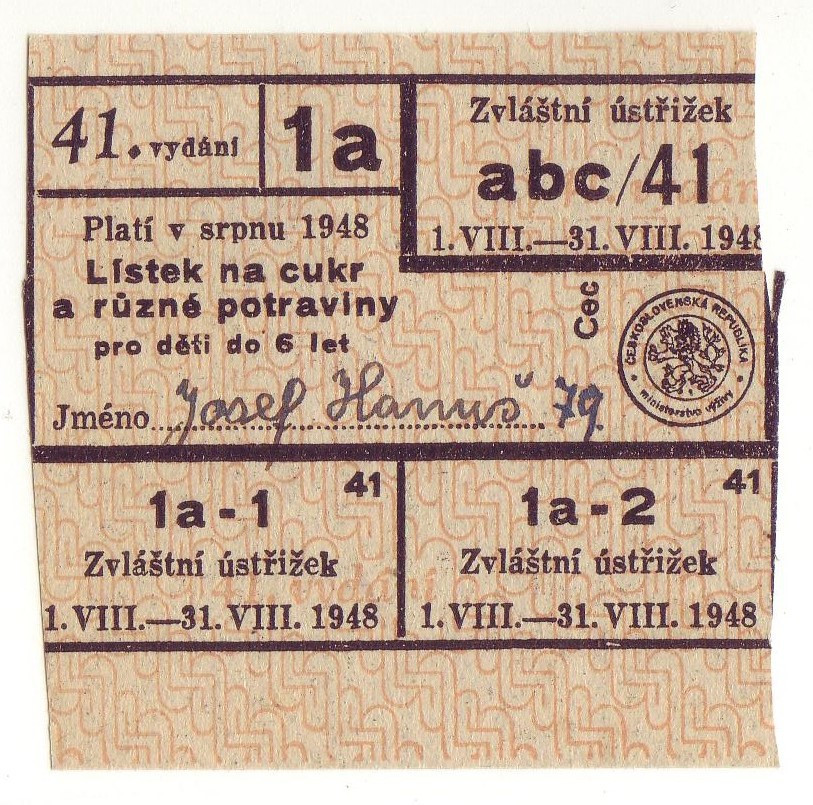 41. vydání
1a
Platí v srpnu 1948
Lístek na cukr
a různé potraviny
pro děti do 6 let
Jméno Josef Hanuš 79
Zvláštní ústřižek
abc/41
1. VIII.—31. VIII. 1948
Cec
ČESKOSLOVENSKÁ REPUBLIKA
ministerstvo výživy
41
1a - 1
Zvláštní ústřižek
1. VIII.—31. VIII. 1948
41
1a - 2
Zvláštní ústřižek
1. VIII.—31. VIII. 1948
41. vydání